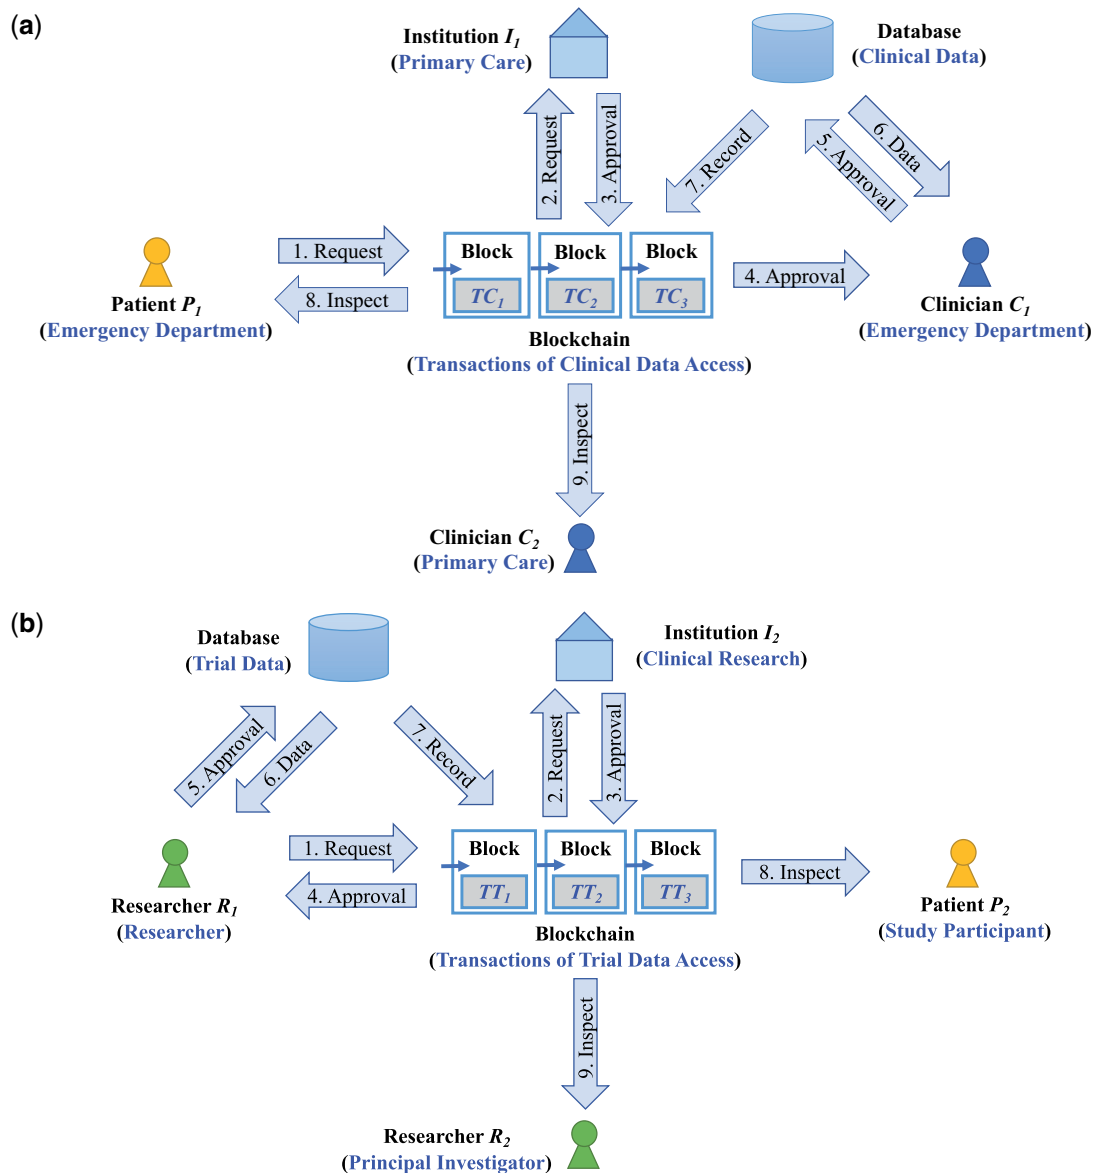 (a)
Institution I1
(Primary Care)
Database
(Clinical Data)
2. Request
3. Approval
7. Record
5. Approval
6. Data
1. Request
8. Inspect
Patient P1
(Emergency Department)
Block
TC1
Block
TC2
Block
TC3
4. Approval
Clinician C1
(Emergency Department)
Blockchain
(Transactions of Clinical Data Access)
9. Inspect
Clinician C2
(Primary Care)
(b)
Database
(Trial Data)
Institution I2
(Clinical Research)
5. Approval
6. Data
7. Record
2. Request
3. Approval
1. Request
4. Approval
Researcher R1
(Researcher)
Block
TT1
Block
TT2
Block
TT3
8. Inspect
Patient P2
(Study Participant)
Blockchain
(Transactions of Trial Data Access)
9. Inspect
Researcher R2
(Principal Investigator)